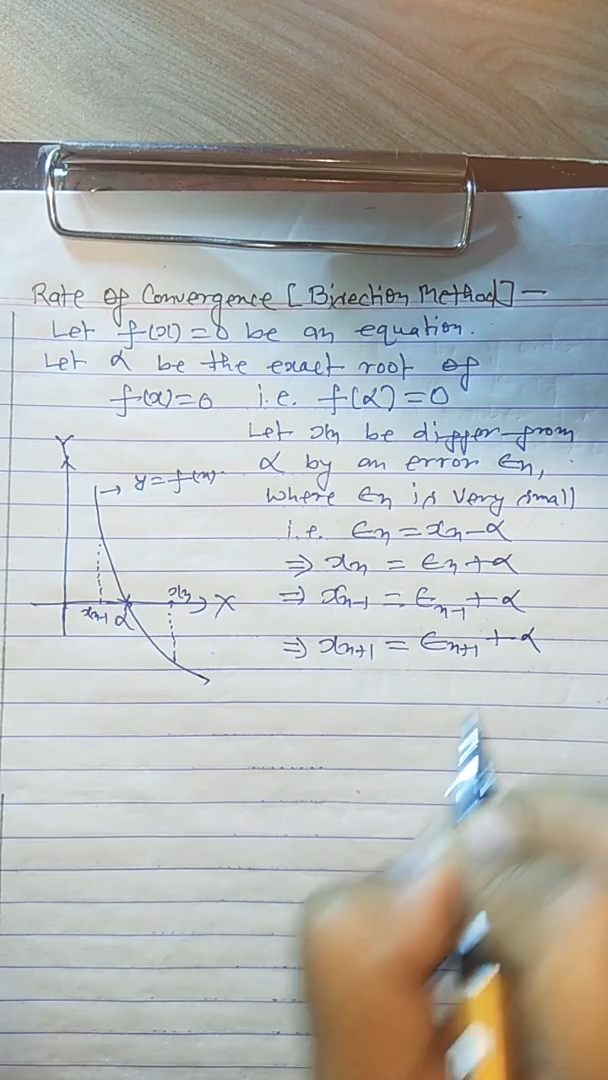 Rate of Convergence [Bisection Method] —
Let f(x) = 0 be an equation.
Let α be the exact root of
f(x) = 0 i.e. f(α) = 0
Let xn be differ from
α by an error ϵn,
where ϵn is very small
i.e. ϵn = xn - α
⇒ xn = ϵn + α
⇒ xn-1 = ϵn-1 + α
⇒ xn+1 = ϵn+1 + α
Y
→ y = f(x).
xn
X
xn-1
α